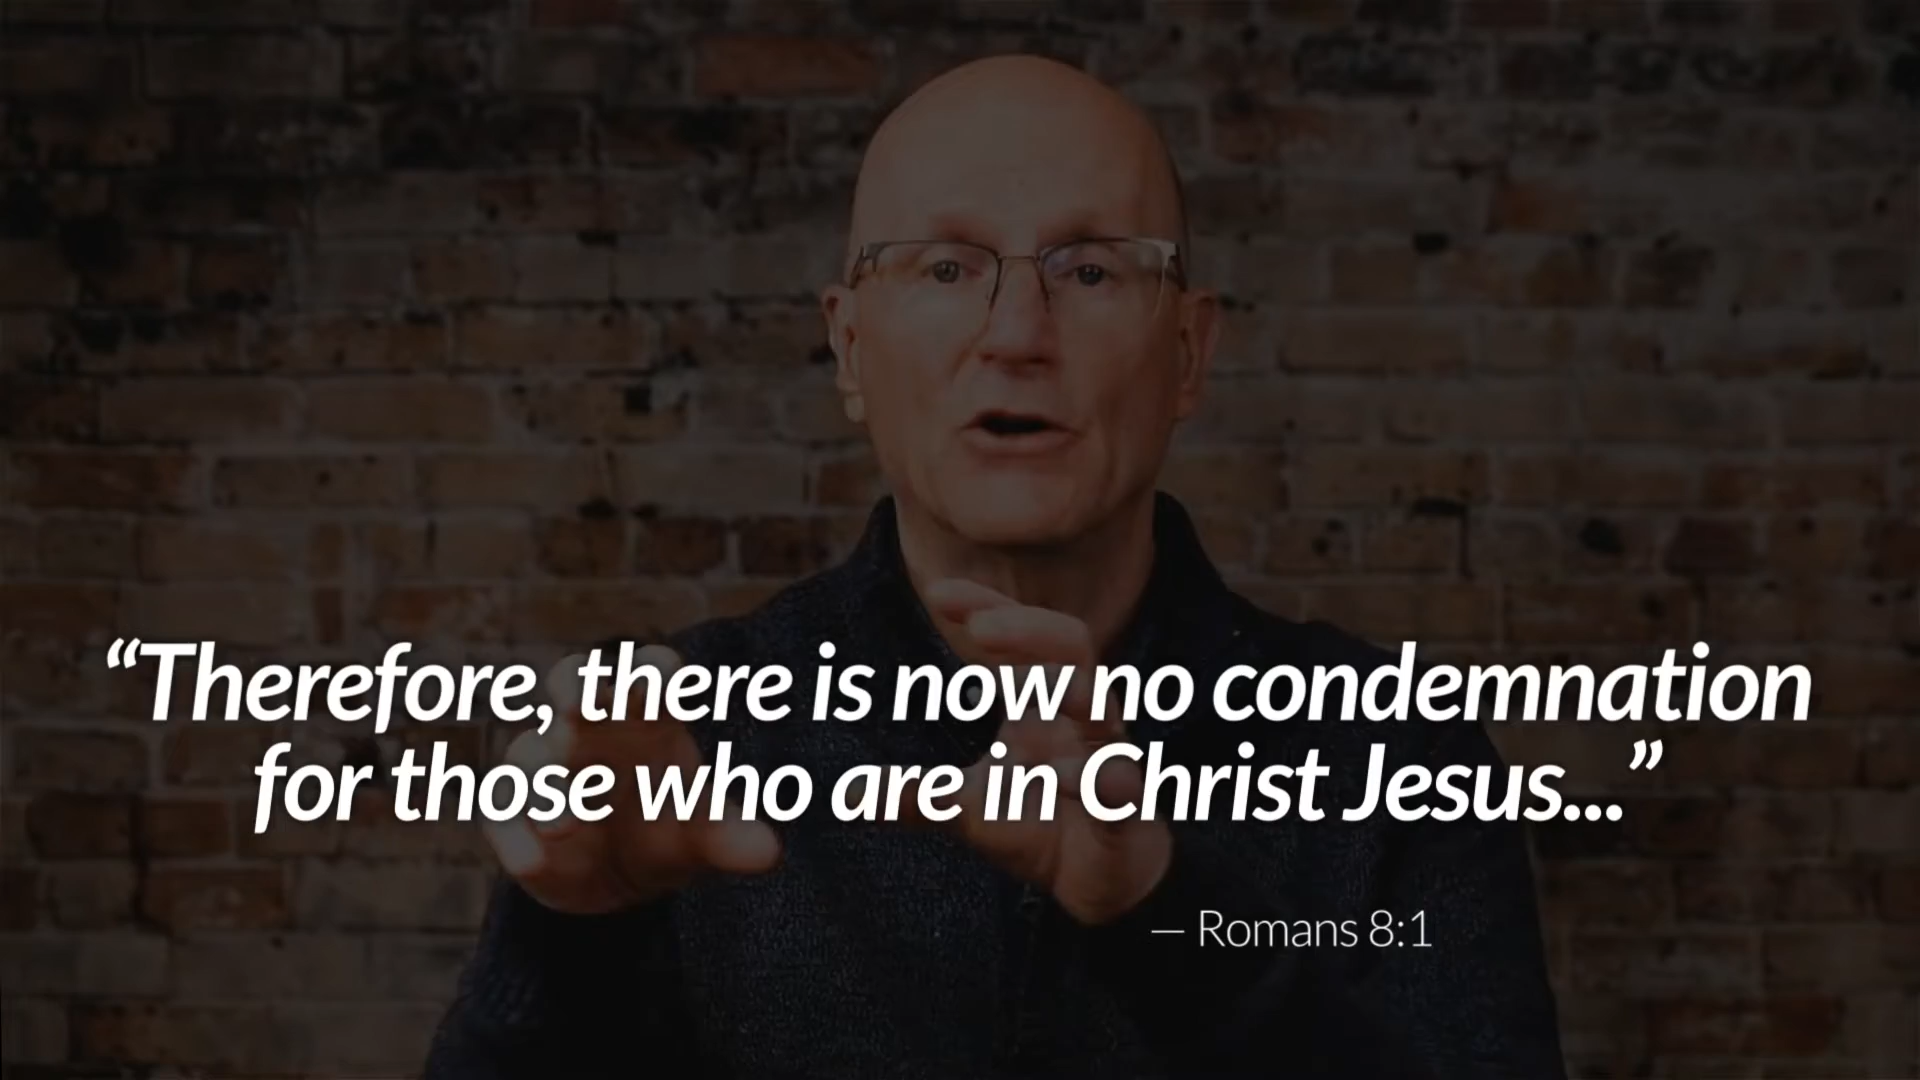 “Therefore, there is now no condemnation
for those who are in Christ Jesus...”
— Romans 8:1